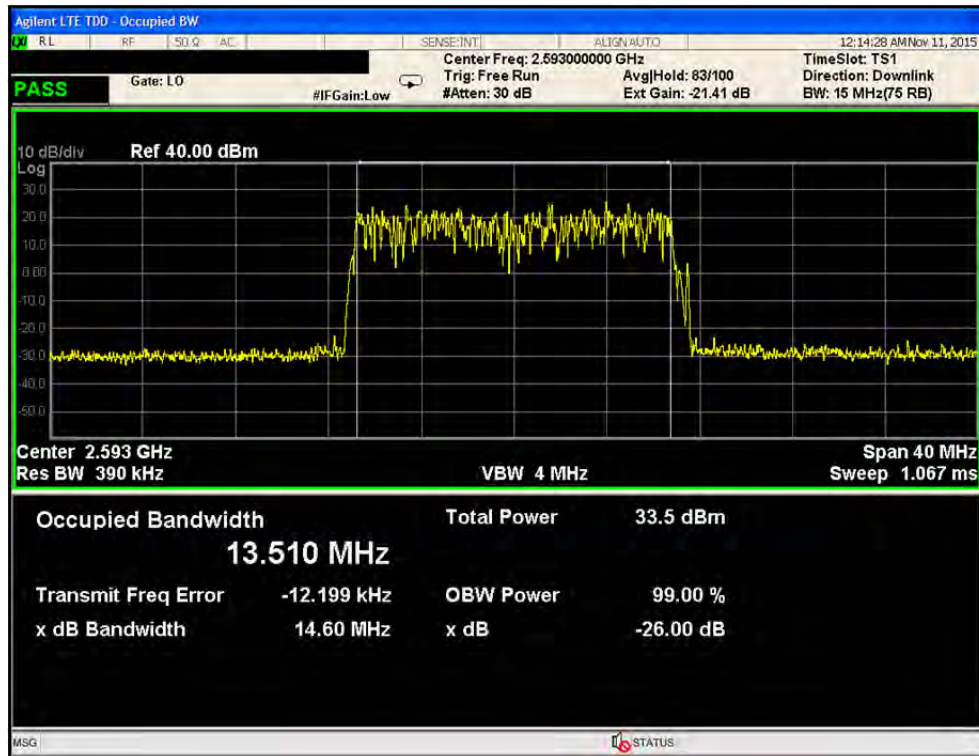 Agilent LTE TDD - Occupied BW
LXI RL RF 50 Ω AC SENSE:INT ALIGN AUTO 12:14:28 AM Nov 11, 2015
Center Freq: 2.593000000 GHz TimeSlot: TS1
PASS Gate: LO Trig: Free Run Avg|Hold: 83/100 Direction: Downlink
#IFGain:Low #Atten: 30 dB Ext Gain: -21.41 dB BW: 15 MHz(75 RB)
10 dB/div Ref 40.00 dBm
Log
30.0
20.0
10.0
0.00
-10.0
-20.0
-30.0
-40.0
-50.0
Center 2.593 GHz Span 40 MHz
Res BW 390 kHz VBW 4 MHz Sweep 1.067 ms
Occupied Bandwidth Total Power 33.5 dBm
13.510 MHz
Transmit Freq Error -12.199 kHz OBW Power 99.00 %
x dB Bandwidth 14.60 MHz x dB -26.00 dB
MSG STATUS